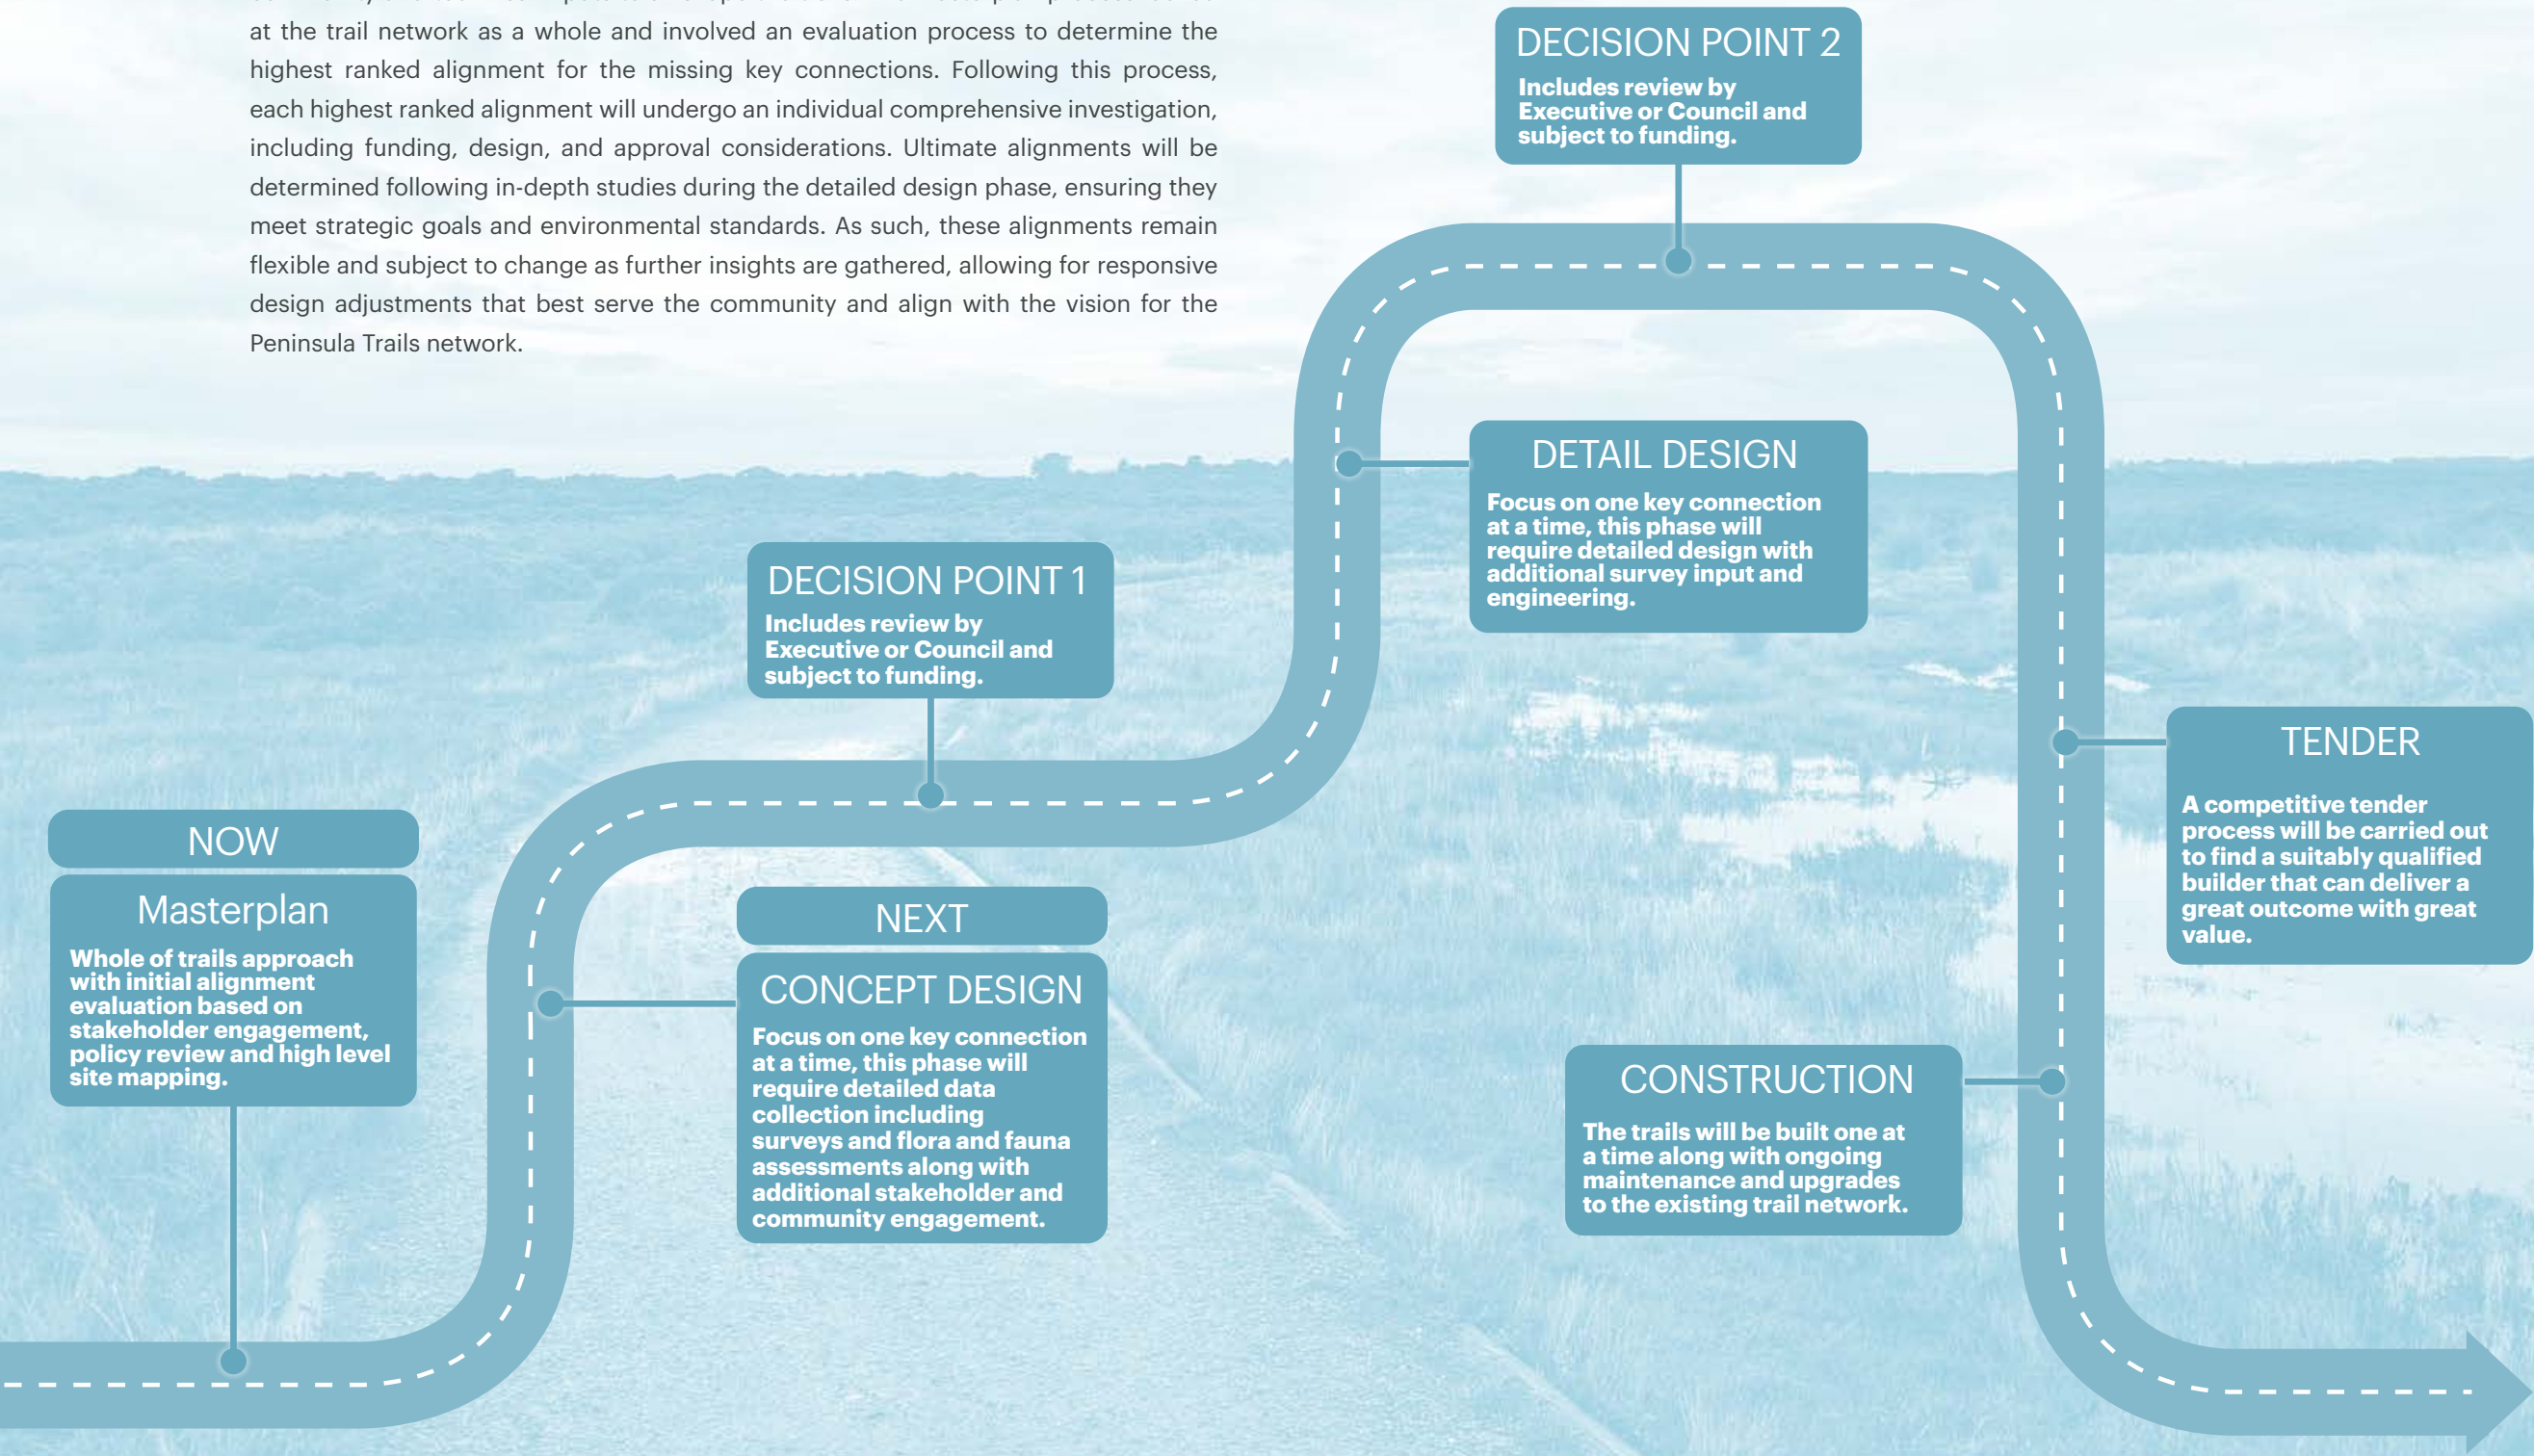 at the trail network as a whole and involved an evaluation process to determine the
highest ranked alignment for the missing key connections. Following this process,
each highest ranked alignment will undergo an individual comprehensive investigation,
including funding, design, and approval considerations. Ultimate alignments will be
determined following in-depth studies during the detailed design phase, ensuring they
meet strategic goals and environmental standards. As such, these alignments remain
flexible and subject to change as further insights are gathered, allowing for responsive
design adjustments that best serve the community and align with the vision for the
Peninsula Trails network.
NOW
Masterplan
Whole of trails approach
with initial alignment
evaluation based on
stakeholder engagement,
policy review and high level
site mapping.
NEXT
CONCEPT DESIGN
Focus on one key connection
at a time, this phase will
require detailed data
collection including
surveys and flora and fauna
assessments along with
additional stakeholder and
community engagement.
DECISION POINT 1
Includes review by
Executive or Council and
subject to funding.
DETAIL DESIGN
Focus on one key connection
at a time, this phase will
require detailed design with
additional survey input and
engineering.
DECISION POINT 2
Includes review by
Executive or Council and
subject to funding.
TENDER
A competitive tender
process will be carried out
to find a suitably qualified
builder that can deliver a
great outcome with great
value.
CONSTRUCTION
The trails will be built one at
a time along with ongoing
maintenance and upgrades
to the existing trail network.